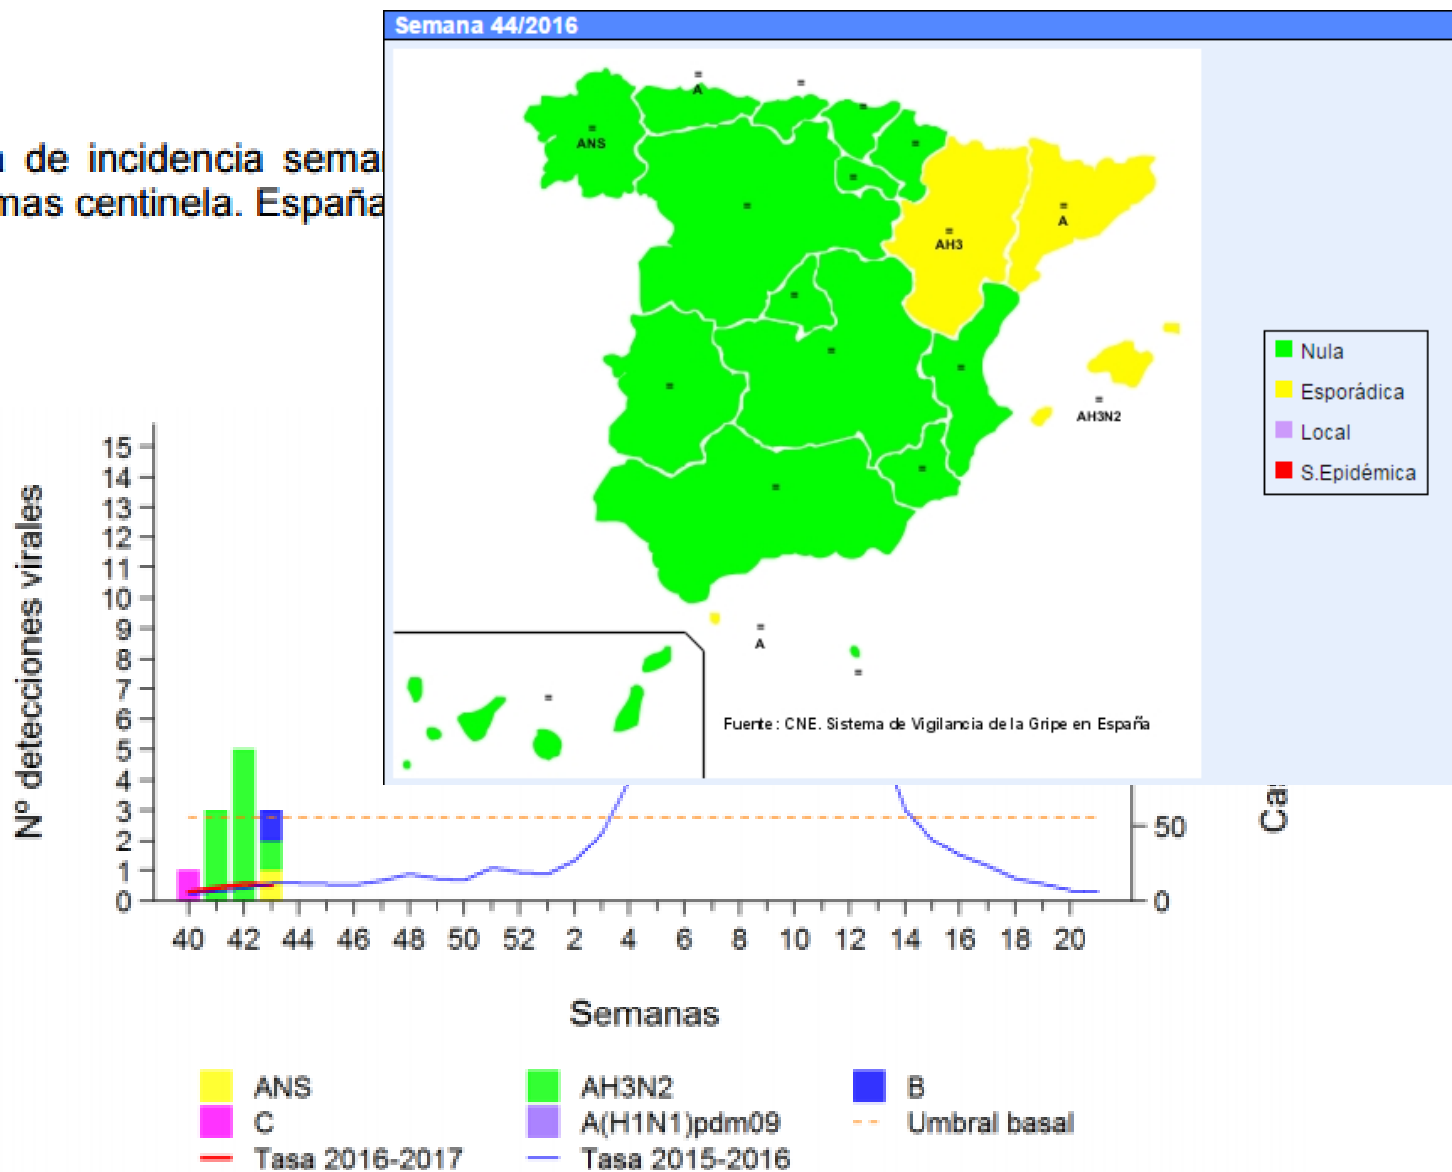 Semana 44/2016
de incidencia
centinela. España
=
A
=
=
=
ANS
=
=
=
=
AH3
=
A
=
=
=
=
=
AH3N2
=
=
=
A
=
=
Nula
Esporádica
Local
S.Epidémica
Fuente: CNE. Sistema de Vigilancia de la Gripe en España
Nº detecciones virales
15
14
13
12
11
10
9
8
7
6
5
4
3
2
1
0
50
0
40 42 44 46 48 50 52 2 4 6 8 10 12 14 16 18 20
Semanas
ANS AH3N2 B
C A(H1N1)pdm09 Umbral basal
Tasa 2016-2017 Tasa 2015-2016